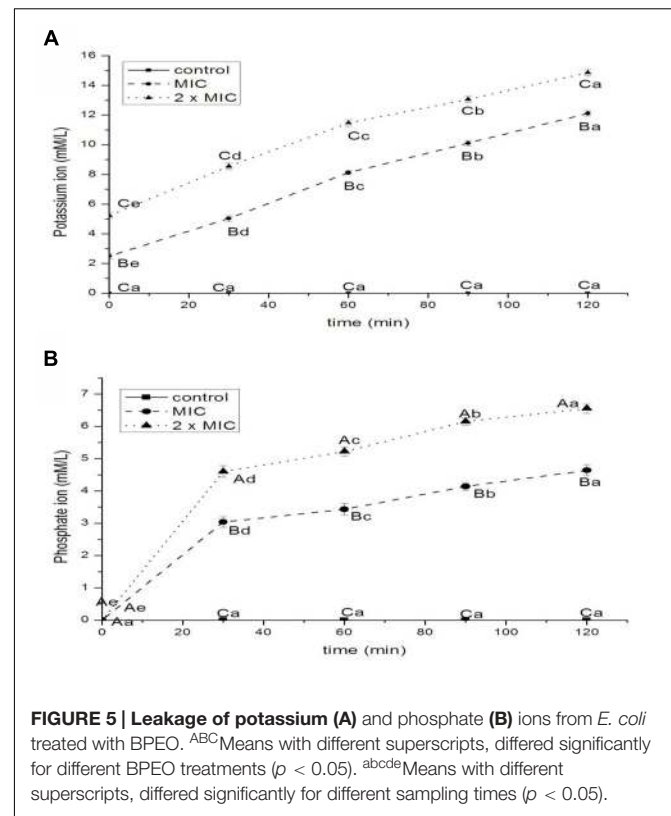 A
control
MIC
2 x MIC
Potassium ion (mM/L)
16
14
12
10
8
6
4
2
0
Ce
Cd
Cc
Cb
Ca
Be
Bd
Bc
Bb
Ba
Ca
Ca
Ca
Ca
Ca
0
20
40
60
80
100
120
time (min)
B
control
MIC
2 x MIC
Phosphate ion (mM/L)
7
6
5
4
3
2
1
0
Ae
Ae
Aa
Ad
Ac
Ab
Aa
Bd
Bc
Bb
Ba
Ca
Ca
Ca
Ca
0
20
40
60
80
100
120
time (min)
FIGURE 5 | Leakage of potassium (A) and phosphate (B) ions from E. coli
treated with BPEO. ABCMeans with different superscripts, differed significantly
for different BPEO treatments (p < 0.05). abcdeMeans with different
superscripts, differed significantly for different sampling times (p < 0.05).